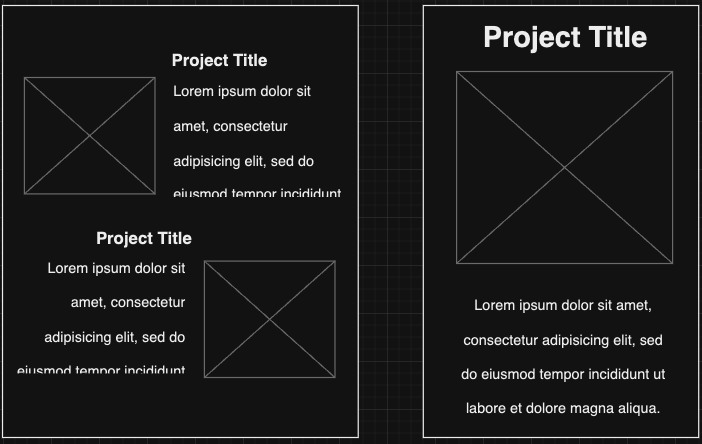 Project Title
Lorem ipsum dolor sit
amet, consectetur
adipisicing elit, sed do
eiusmod tempor incididunt
Project Title
Lorem ipsum dolor sit
amet, consectetur
adipisicing elit, sed do
eiusmod tempor incididunt
Project Title
Lorem ipsum dolor sit amet,
consectetur adipisicing elit, sed
do eiusmod tempor incididunt ut
labore et dolore magna aliqua.